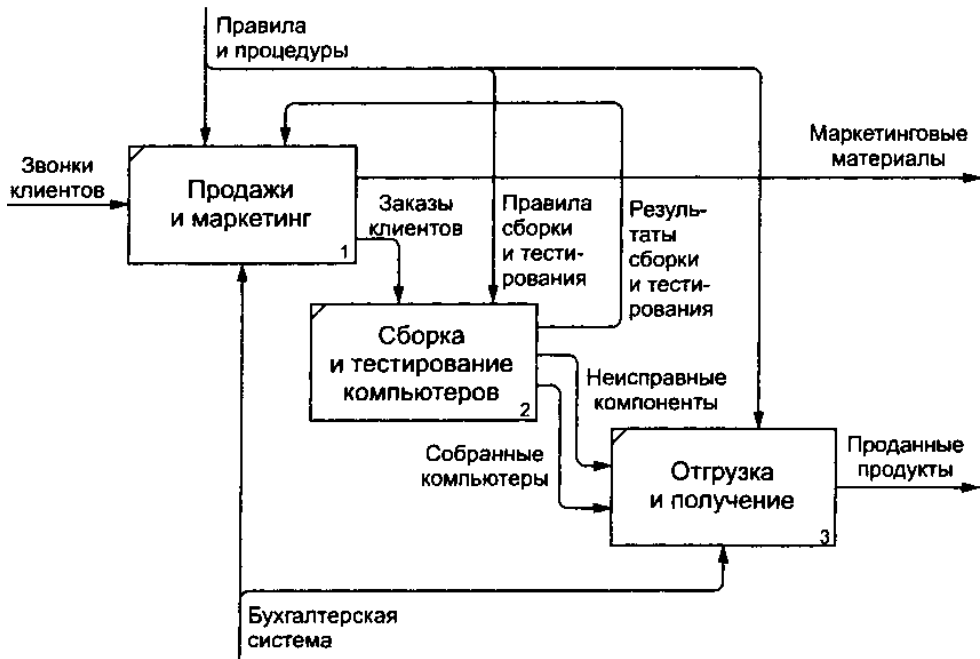 Правила
и процедуры
Маркетинговые
материалы
Звонки
клиентов
Продажи
и маркетинг
1
Заказы
клиентов
Правила
сборки
и тести-
рования
Резуль-
таты
сборки
и тести-
рования
Сборка
и тестирование
компьютеров
2
Неисправные
компоненты
Собранные
компьютеры
Отгрузка
и получение
3
Проданные
продукты
Бухгалтерская
система